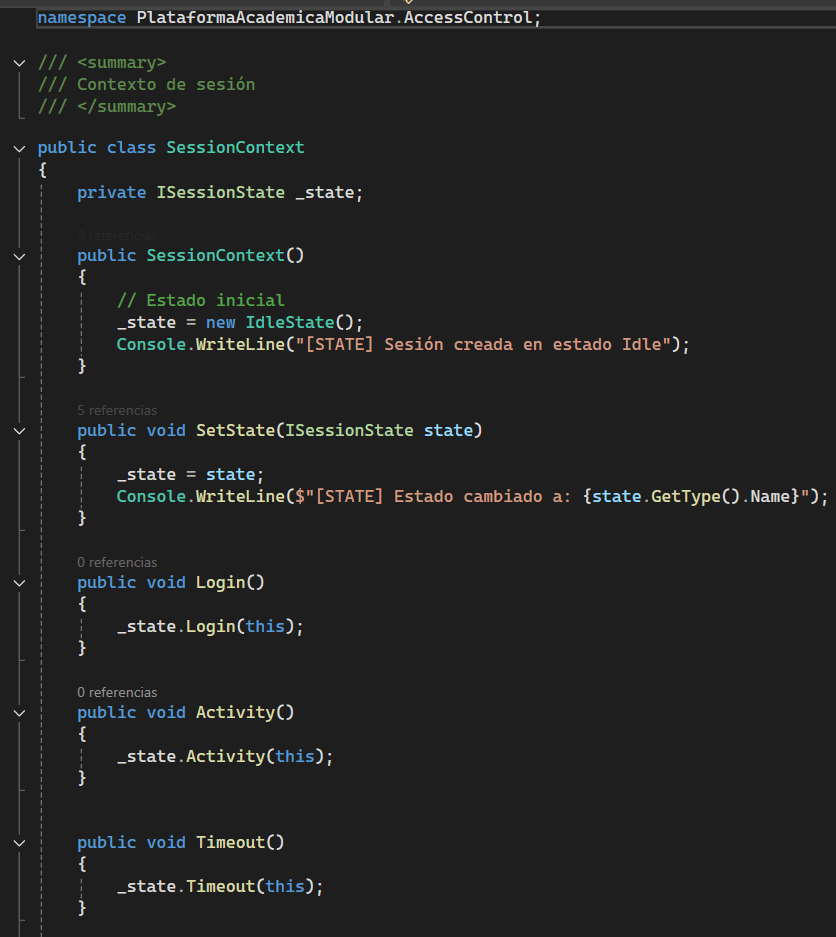 namespace PlataformaAcademicaModular.AccessControl;
/// <summary>
/// Contexto de sesión
/// </summary>
public class SessionContext
{
private ISessionState _state;
0 referencias
public SessionContext()
{
// Estado inicial
_state = new IdleState();
Console.WriteLine("[STATE] Sesión creada en estado Idle");
}
5 referencias
public void SetState(ISessionState state)
{
_state = state;
Console.WriteLine($"[STATE] Estado cambiado a: {state.GetType().Name}");
}
0 referencias
public void Login()
{
_state.Login(this);
}
0 referencias
public void Activity()
{
_state.Activity(this);
}
public void Timeout()
{
_state.Timeout(this);
}